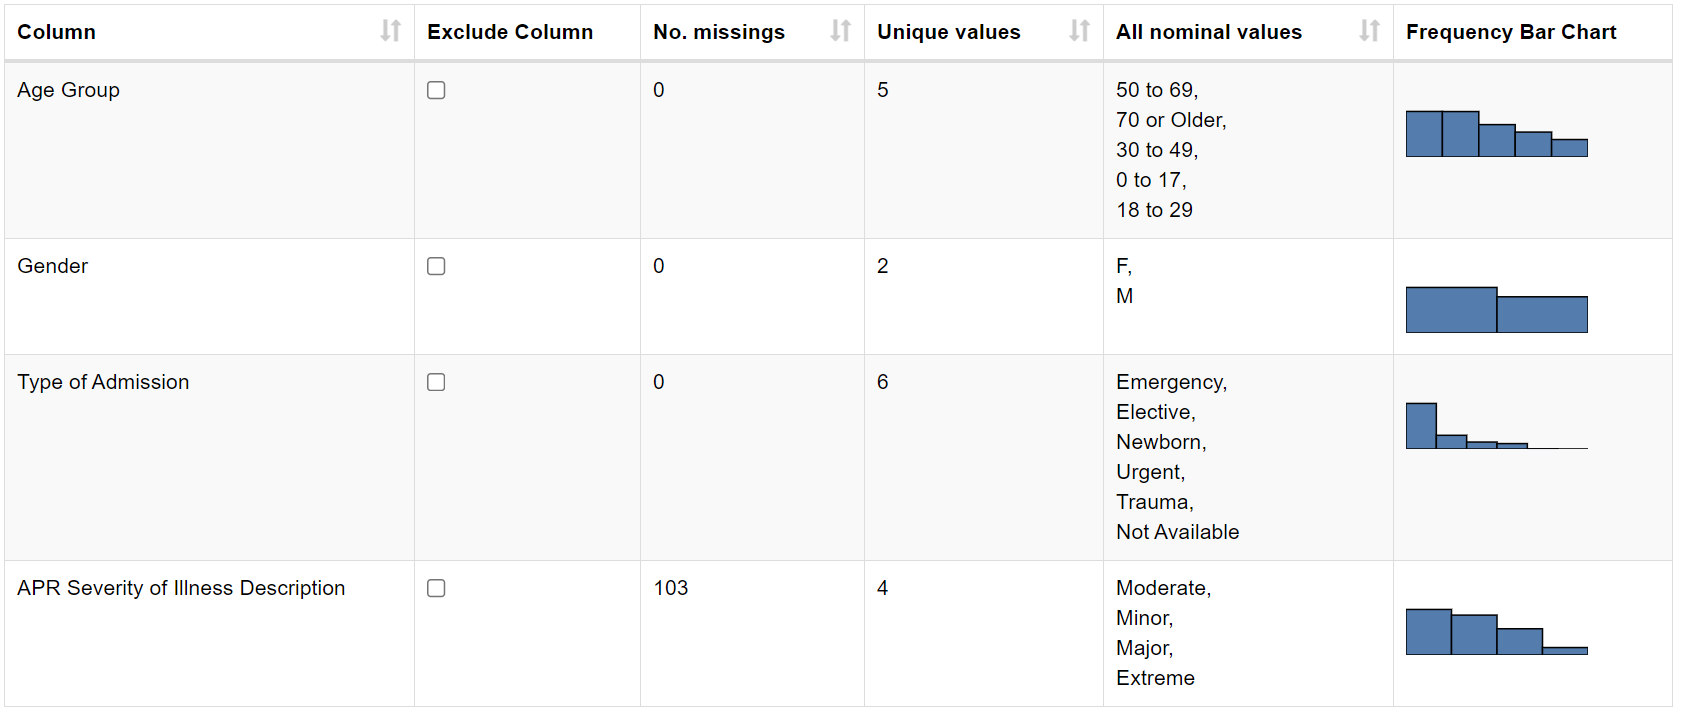 Column Exclude Column No. missings Unique values All nominal values Frequency Bar Chart
Age Group 0 5 50 to 69,
70 or Older,
30 to 49,
0 to 17,
18 to 29
Gender 0 2 F,
M
Type of Admission 0 6 Emergency,
Elective,
Newborn,
Urgent,
Trauma,
Not Available
APR Severity of Illness Description 103 4 Moderate,
Minor,
Major,
Extreme